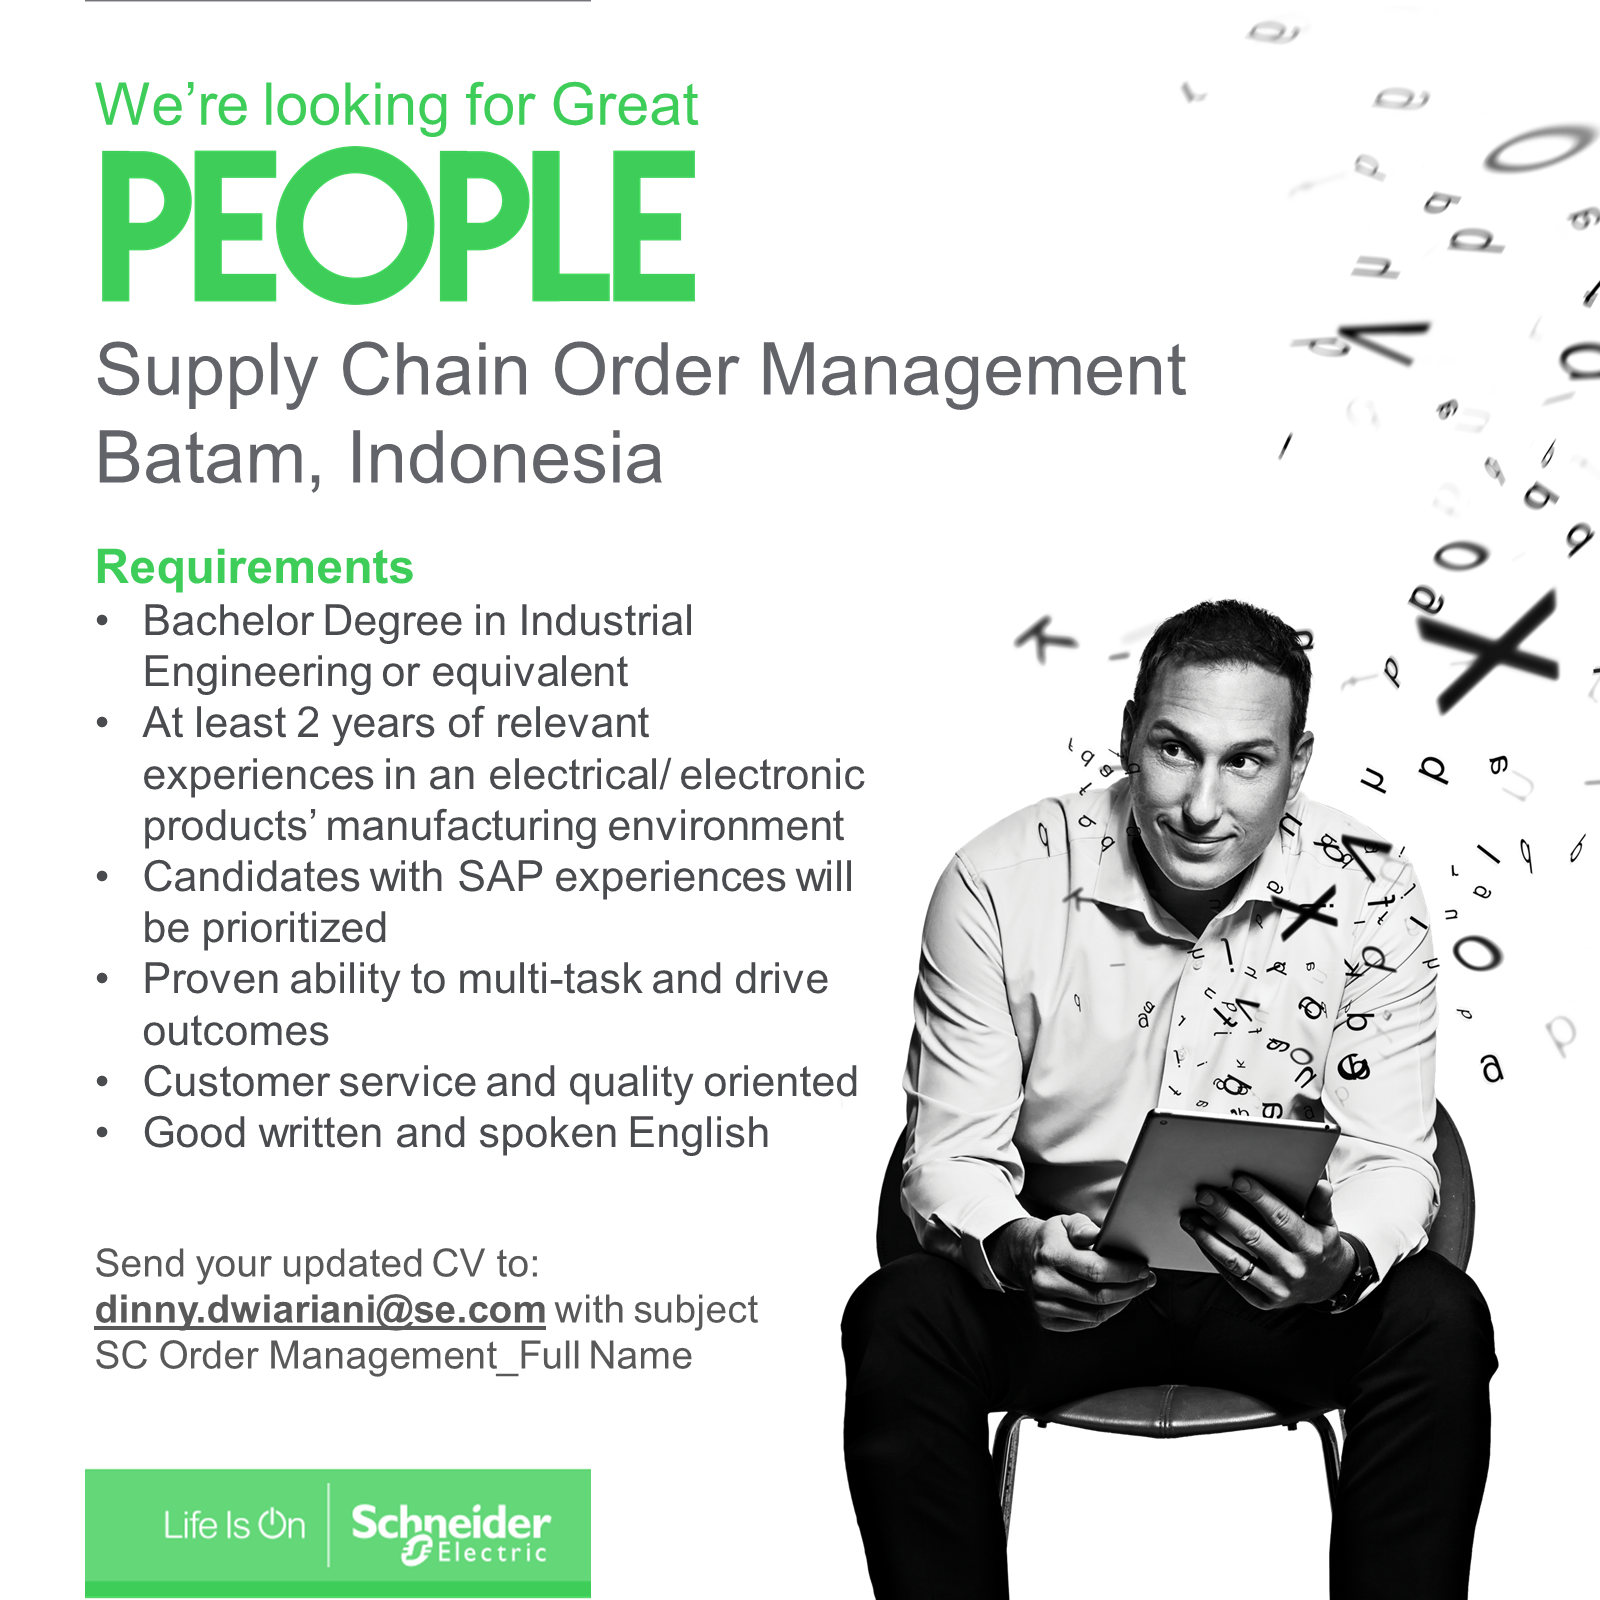 We’re looking for Great
PEOPLE
Supply Chain Order Management
Batam, Indonesia
Requirements
• Bachelor Degree in Industrial
Engineering or equivalent
• At least 2 years of relevant
experiences in an electrical/ electronic
products’ manufacturing environment
• Candidates with SAP experiences will
be prioritized
• Proven ability to multi-task and drive
outcomes
• Customer service and quality oriented
• Good written and spoken English
Send your updated CV to:
dinny.dwiariani@se.com with subject
SC Order Management_Full Name
Life Is On
Schneider
Electric